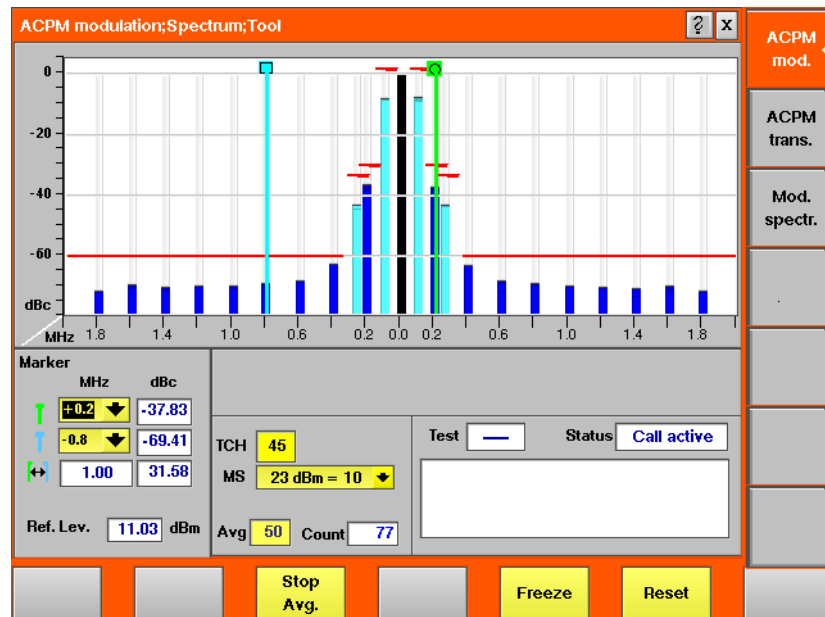 ACPM modulation;Spectrum;Tool
? x
ACPM mod.
ACPM trans.
Mod. spectr.
.
0
-20
-40
-60
dBc
MHz 1.8 1.4 1.0 0.6 0.2 0.0 0.2 0.6 1.0 1.4 1.8
Marker
MHz dBc
+0.2 -37.83
-0.8 -69.41
1.00 31.58
Ref. Lev. 11.03 dBm
TCH 45
MS 23 dBm = 10
Avg 50 Count 77
Test — Status Call active
Stop Avg.
Freeze
Reset